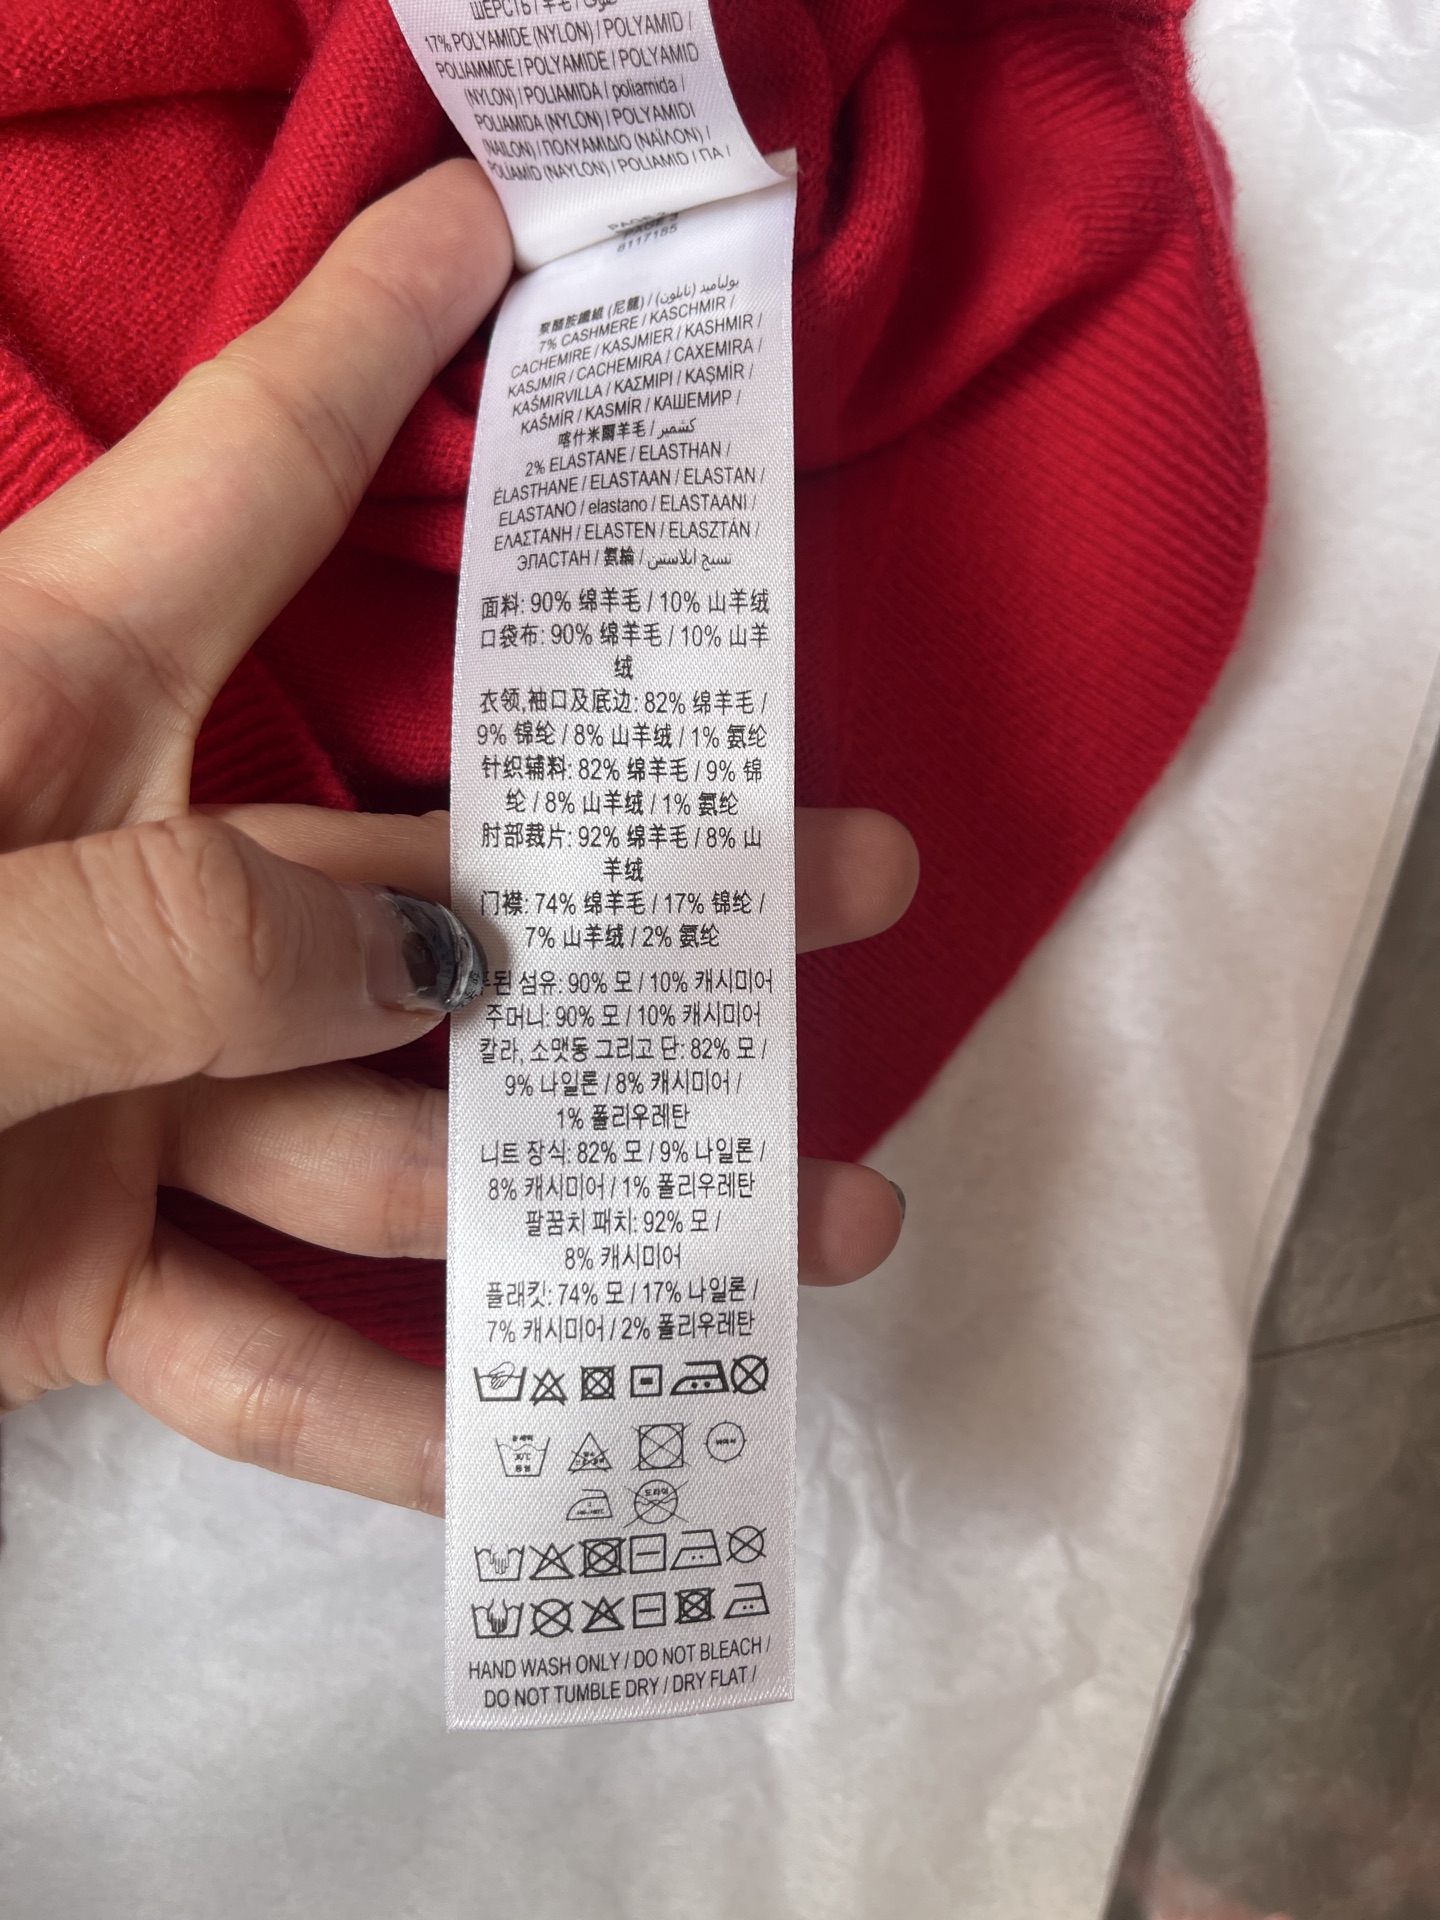 ШЕРСТЬ / 羊毛 / صوف /
17% POLYAMIDE (NYLON) / POLYAMID /
POLIAMMIDE / POLYAMIDE / POLYAMID
(NYLON) / POLIAMIDA / poliamida /
POLIAMIDA (NYLON) / POLYAMIDI
(NAILON) / ΠΟΛΥΑΜΙΔΙΟ (ΝΑΪΛΟΝ) /
POLİAMİD (NAYLON) / POLIAMID / ПА /
PAGE
8117185
聚醯胺纖維 (尼龍) / بولياميد (نايلون)
7% CASHMERE / KASCHMIR /
CACHEMIRE / KASJMIER / KASHMIR /
KASJMIR / CACHEMIRA / CAXEMIRA /
KAŠMIRVILLA / ΚΑΣΜΙΡΙ / KAŞMİR /
KAŠMÍR / KASMÍR / КАШЕМИР /
喀什米爾羊毛 / كشمير
2% ELASTANE / ELASTHAN /
ÉLASTHANE / ELASTAAN / ELASTAN /
ELASTANO / elastano / ELASTAANI /
ΕΛΑΣΤΑΝΗ / ELASTEN / ELASZTÁN /
ЭЛАСТАН / 氨綸 / نسيج ايلاسس
面料: 90% 绵羊毛 / 10% 山羊绒
口袋布: 90% 绵羊毛 / 10% 山羊
绒
衣领,袖口及底边: 82% 绵羊毛 /
9% 锦纶 / 8% 山羊绒 / 1% 氨纶
针织辅料: 82% 绵羊毛 / 9% 锦
纶 / 8% 山羊绒 / 1% 氨纶
肘部裁片: 92% 绵羊毛 / 8% 山
羊绒
门襟: 74% 绵羊毛 / 17% 锦纶 /
7% 山羊绒 / 2% 氨纶
섬유: 90% 모 / 10% 캐시미어
주머니: 90% 모 / 10% 캐시미어
칼라, 소맷동 그리고 단: 82% 모 /
9% 나일론 / 8% 캐시미어 /
1% 폴리우레탄
니트 장식: 82% 모 / 9% 나일론 /
8% 캐시미어 / 1% 폴리우레탄
팔꿈치 패치: 92% 모 /
8% 캐시미어
플래킷: 74% 모 / 17% 나일론 /
7% 캐시미어 / 2% 폴리우레탄
드라이
HAND WASH ONLY / DO NOT BLEACH /
DO NOT TUMBLE DRY / DRY FLAT /